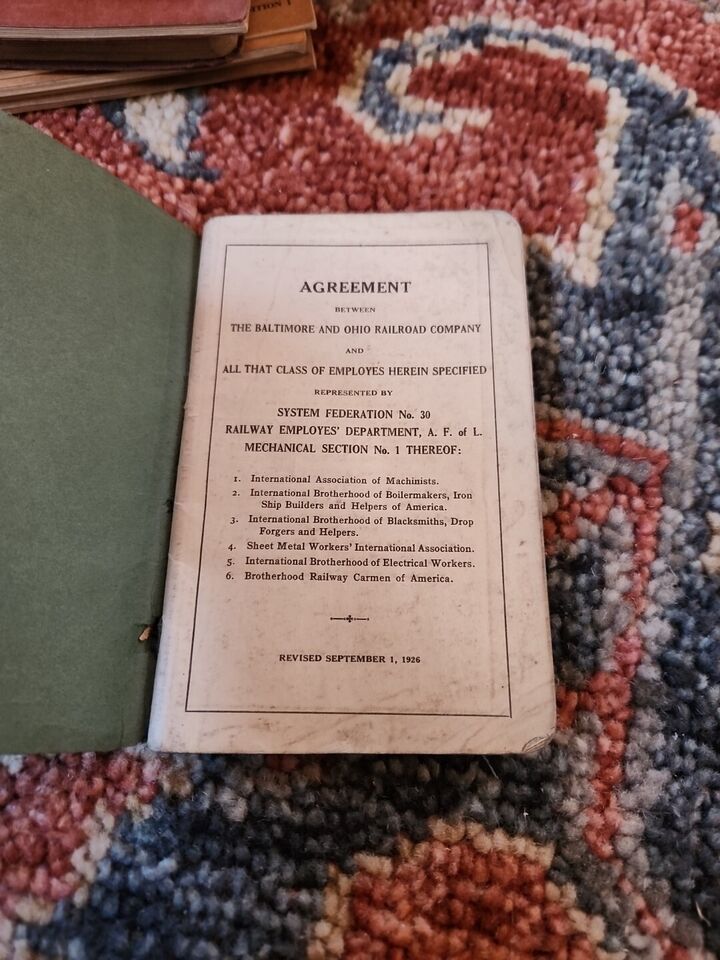 ITION 1
AGREEMENT
BETWEEN
THE BALTIMORE AND OHIO RAILROAD COMPANY
AND
ALL THAT CLASS OF EMPLOYES HEREIN SPECIFIED
REPRESENTED BY
SYSTEM FEDERATION No. 30
RAILWAY EMPLOYES' DEPARTMENT, A. F. of L.
MECHANICAL SECTION No. 1 THEREOF:
1. International Association of Machinists.
2. International Brotherhood of Boilermakers, Iron
Ship Builders and Helpers of America.
3. International Brotherhood of Blacksmiths, Drop
Forgers and Helpers.
4. Sheet Metal Workers' International Association.
5. International Brotherhood of Electrical Workers.
6. Brotherhood Railway Carmen of America.
REVISED SEPTEMBER 1, 1926